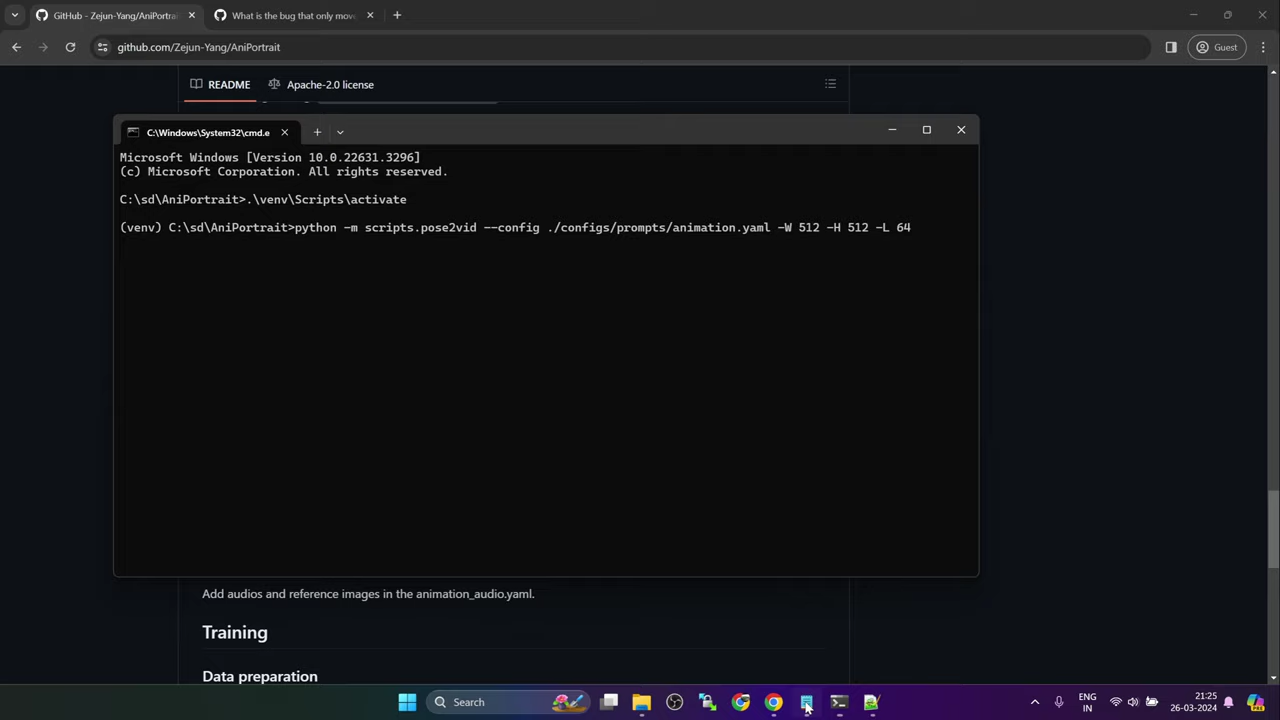 GitHub - Zejun-Yang/AniPortrai
What is the bug that only move
github.com/Zejun-Yang/AniPortrait
Guest
README
Apache-2.0 license
C:\Windows\System32\cmd.e
Microsoft Windows [Version 10.0.22631.3296]
(c) Microsoft Corporation. All rights reserved.
C:\sd\AniPortrait>.\venv\Scripts\activate
(venv) C:\sd\AniPortrait>python -m scripts.pose2vid --config ./configs/prompts/animation.yaml -W 512 -H 512 -L 64
Add audios and reference images in the animation_audio.yaml.
Training
Data preparation
Search
ENG
IN
21:25
26-03-2024